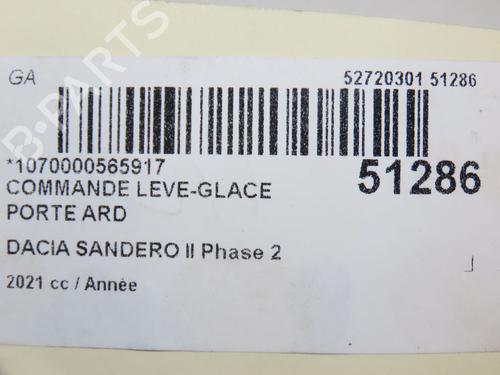 GA
52720301 51286
*1070000565917
51286
COMMANDE LEVE-GLACE
PORTE ARD
DACIA SANDERO II Phase 2
2021 cc / Année
B-PARTS